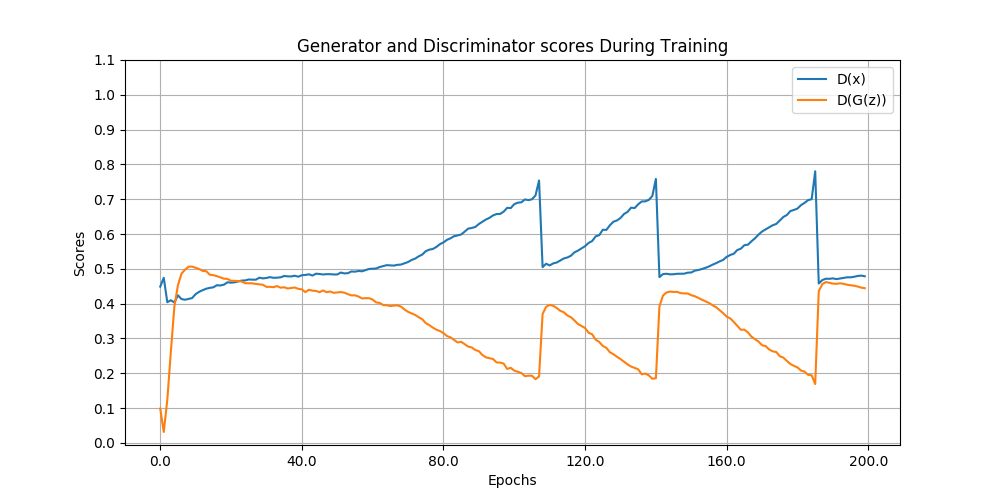 Generator and Discriminator scores During Training
1.1
1.0
0.9
0.8
0.7
0.6
0.5
0.4
0.3
0.2
0.1
0.0
Scores
D(x)
D(G(z))
0.0 40.0 80.0 120.0 160.0 200.0
Epochs